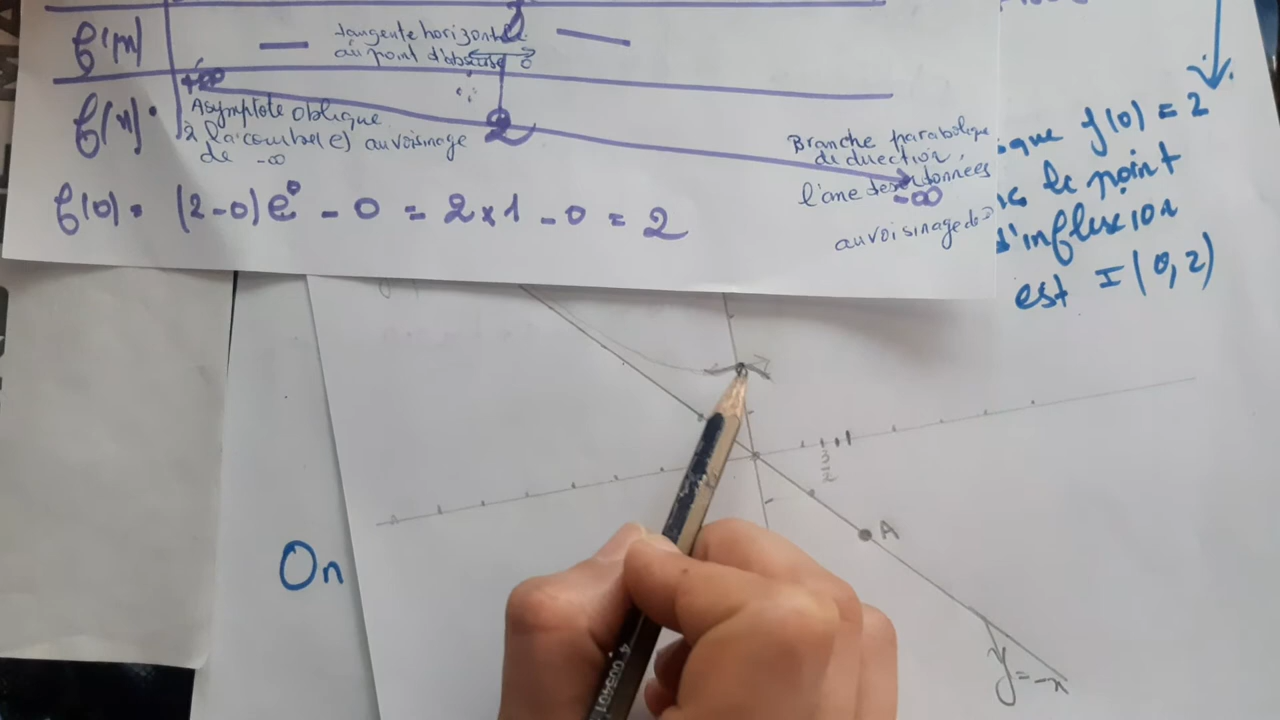 f'(x)
tangente horizontale
au point d'abscisse 0
+∞
f(x)
Asymptote oblique
à la courbe (C) au voisinage
de -∞
2
Branche parabolique
de direction
l'axe des ordonnées
-∞
au voisinage de
f(0) = (2-0)e⁰ - 0 = 2×1 - 0 = 2
que f(0) = 2
le point
d'inflexion
est I(0,2)
3
2
A
On
y = -x